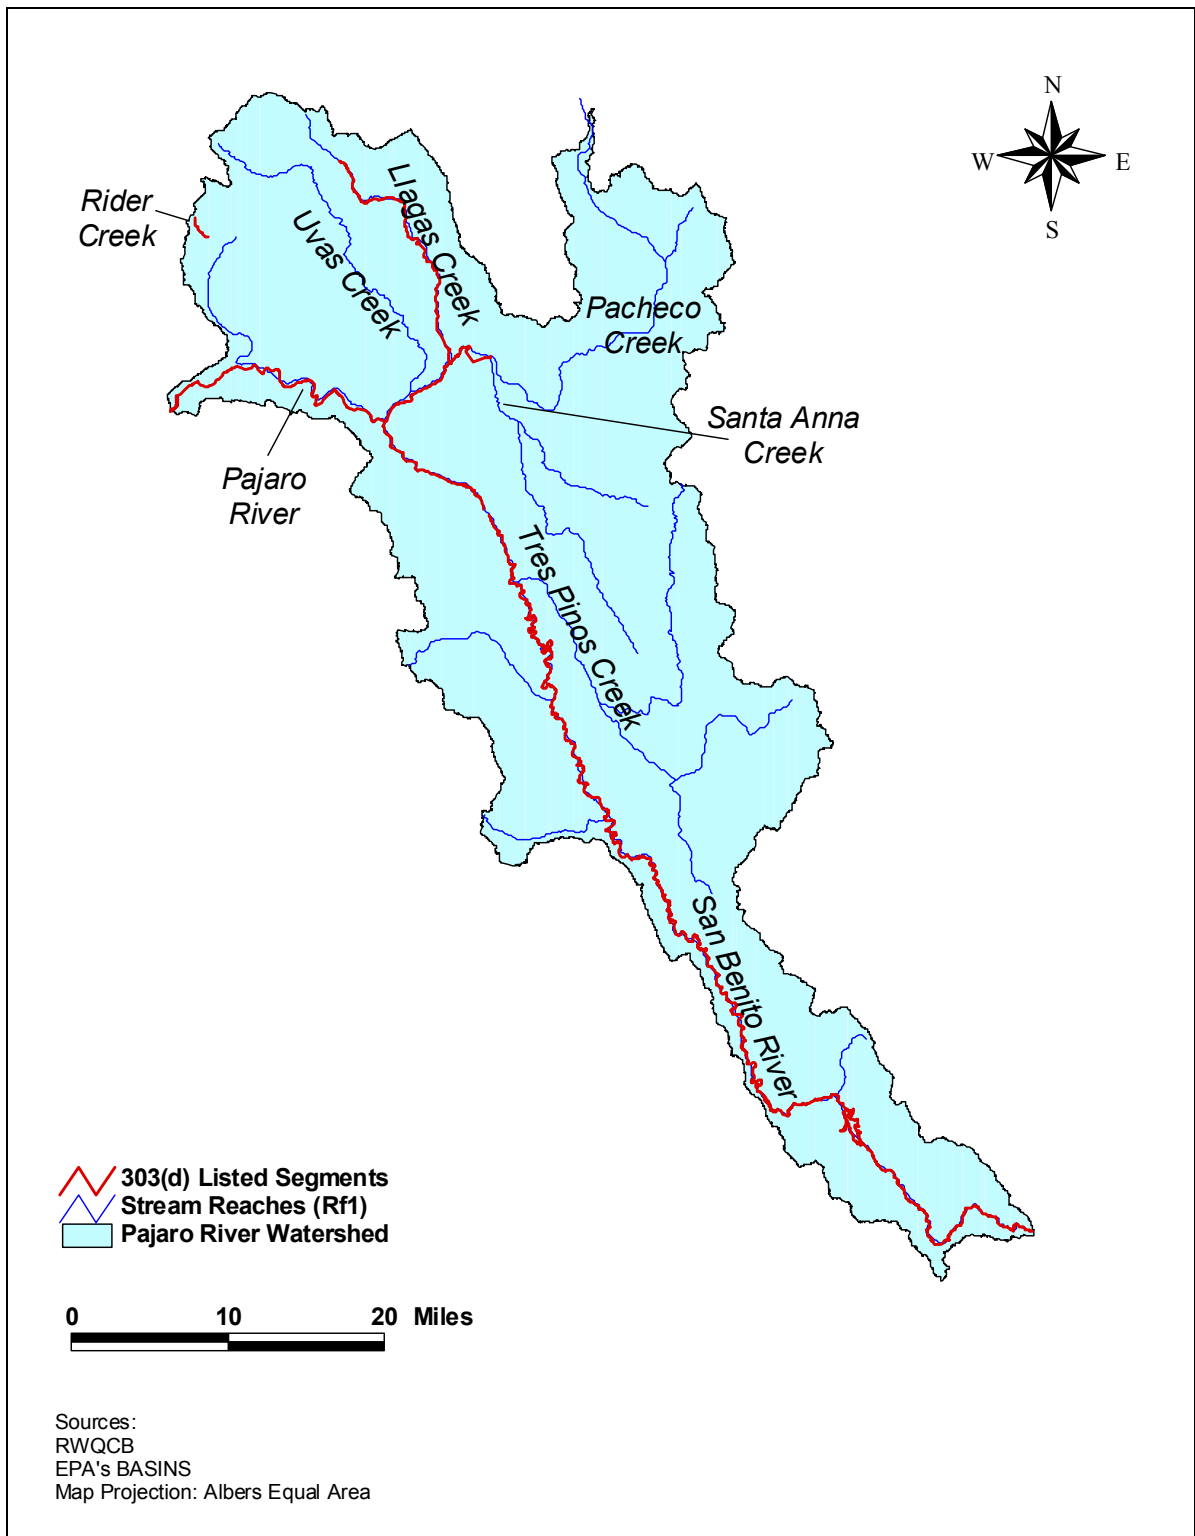 N
W
E
S
Rider
Creek
Llagas Creek
Uvas Creek
Pacheco
Creek
Santa Anna
Creek
Pajaro
River
Tres Pinos Creek
San Benito River
303(d) Listed Segments
Stream Reaches (Rf1)
Pajaro River Watershed
0 10 20 Miles
Sources:
RWQCB
EPA's BASINS
Map Projection: Albers Equal Area